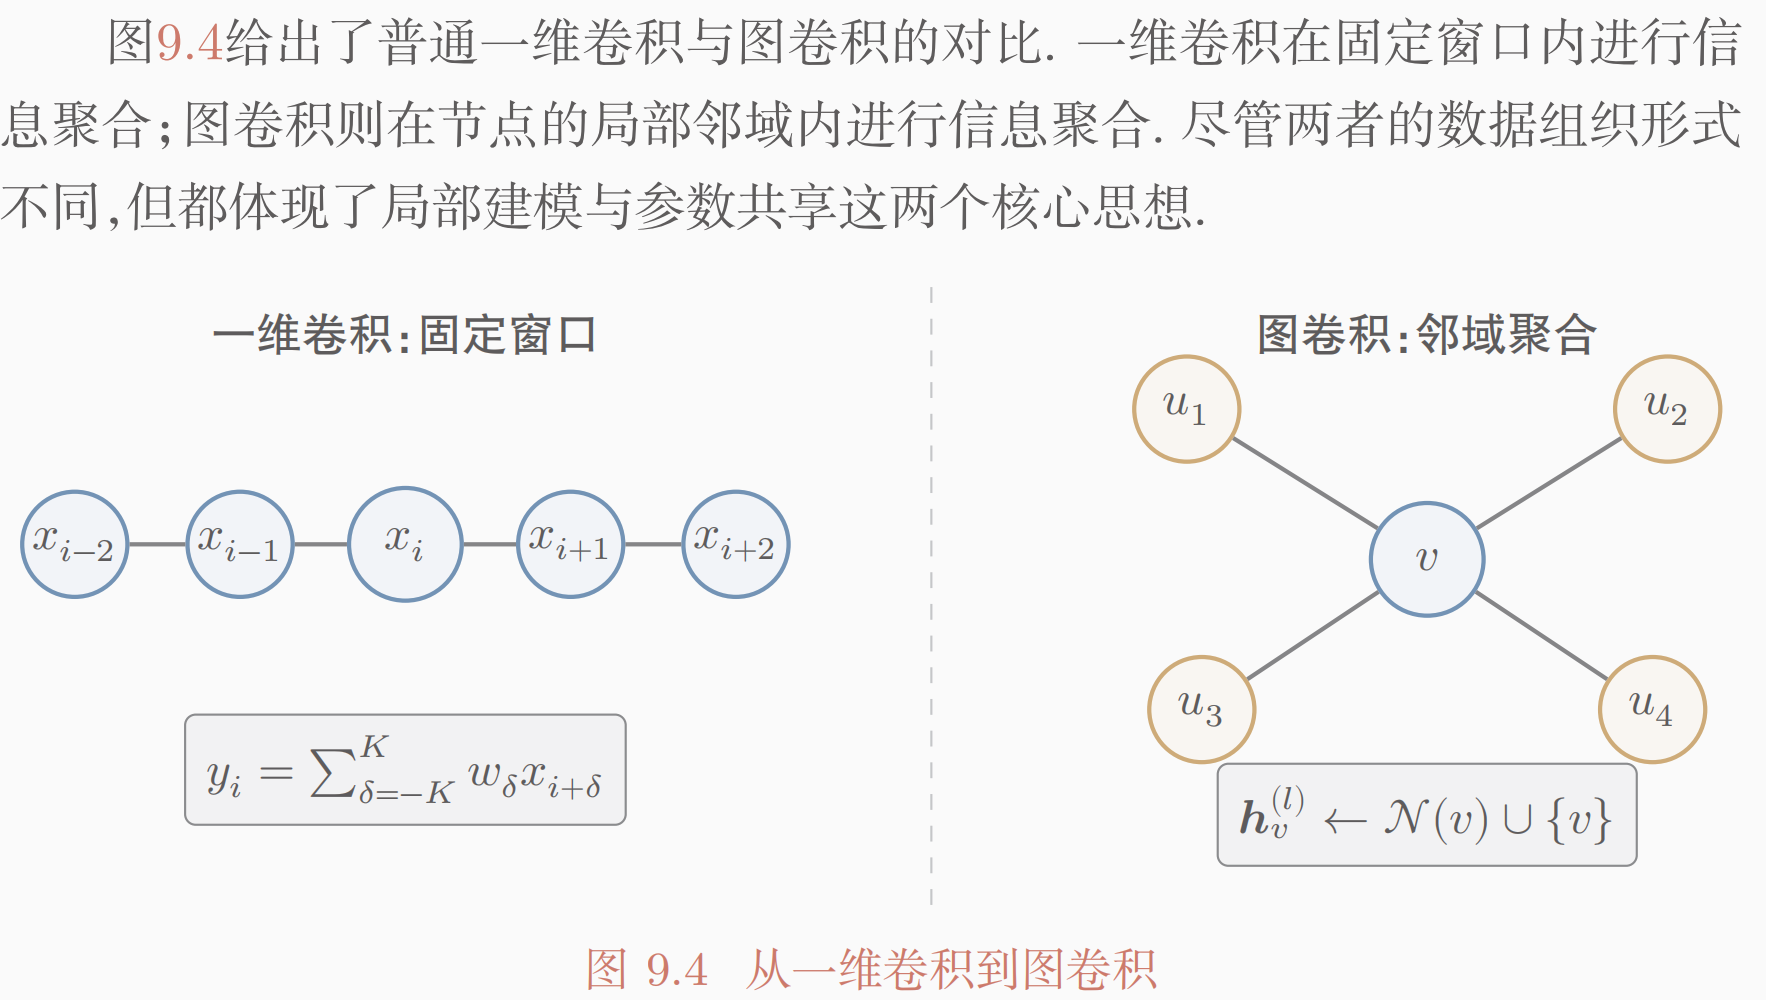 图9.4给出了普通一维卷积与图卷积的对比. 一维卷积在固定窗口内进行信
息聚合;图卷积则在节点的局部邻域内进行信息聚合. 尽管两者的数据组织形式
不同,但都体现了局部建模与参数共享这两个核心思想.
一维卷积:固定窗口
x_{i−2} x_{i−1} x_i x_{i+1} x_{i+2}
y_i = ∑_{δ=−K}^{K} w_δ x_{i+δ}
图卷积:邻域聚合
u_1 u_2
v
u_3 u_4
h_v^{(l)} ← 𝒩(v) ∪ {v}
图 9.4 从一维卷积到图卷积